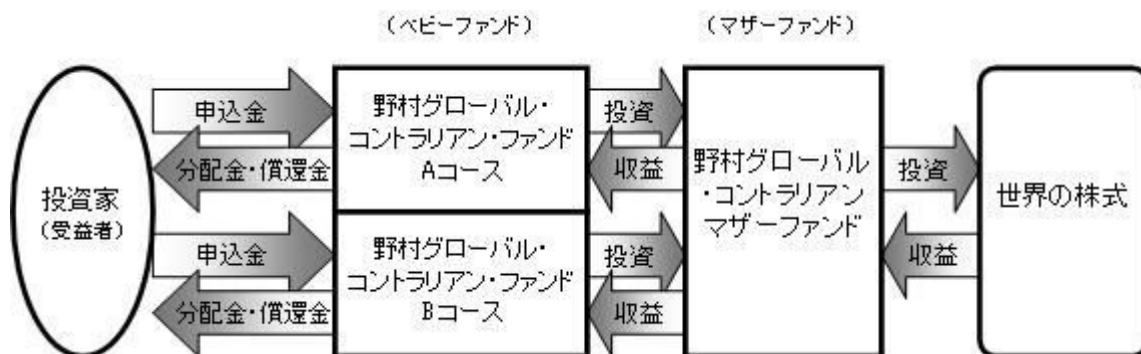 (ベビーファンド)
(マザーファンド)
投資家
(受益者)
申込金
分配金・償還金
申込金
分配金・償還金
野村グローバル・
コントラリアン・ファンド
Aコース
野村グローバル・
コントラリアン・ファンド
Bコース
投資
収益
投資
収益
野村グローバル
・コントラリアン
マザーファンド
投資
収益
世界の株式